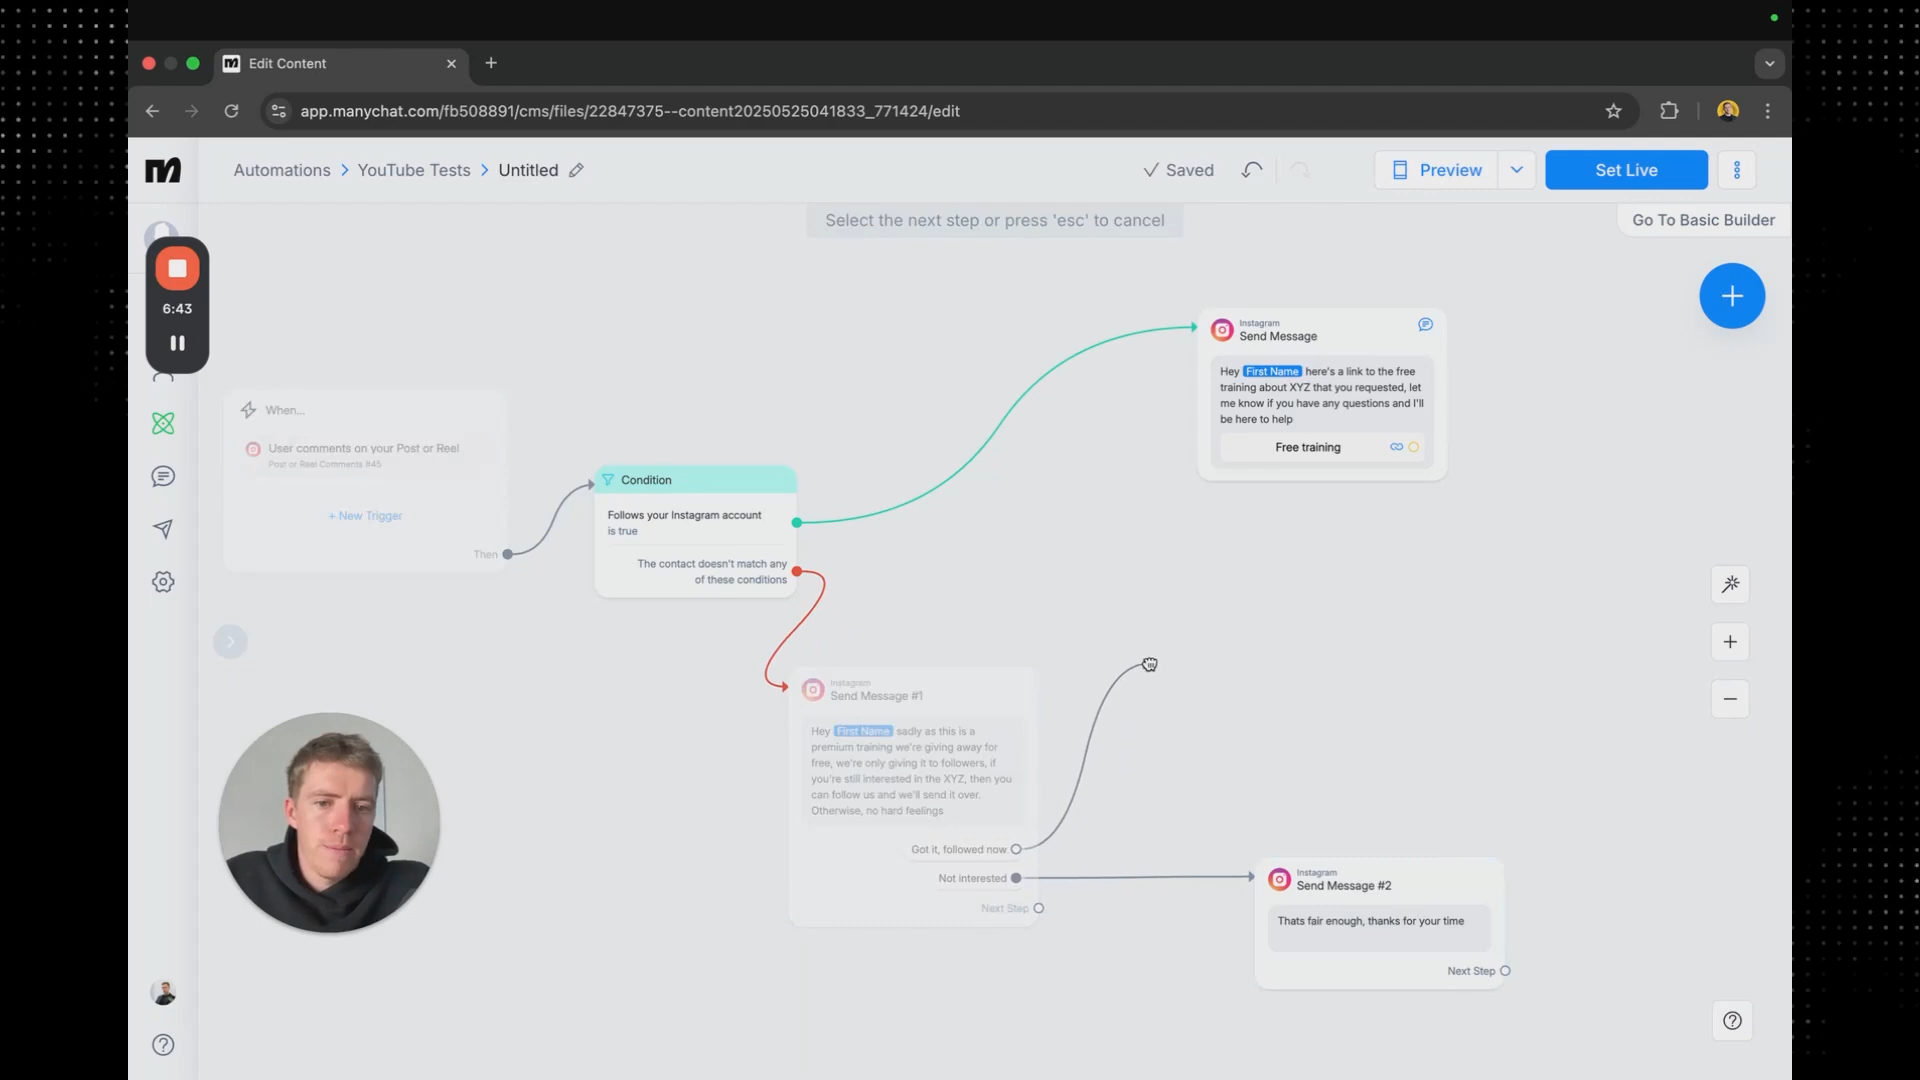 Edit Content
app.manychat.com/fb508891/cms/files/22847375--content20250525041833_771424/edit
Automations > YouTube Tests > Untitled
Saved
Preview
Set Live
Select the next step or press 'esc' to cancel
Go To Basic Builder
6:43
When...
User comments on your Post or Reel
Post or Reel Comments #45
+ New Trigger
Then
Condition
Follows your Instagram account
is true
The contact doesn't match any
of these conditions
Instagram
Send Message
Hey First Name here's a link to the free
training about XYZ that you requested, let
me know if you have any questions and I'll
be here to help
Free training
Instagram
Send Message #1
Hey First Name sadly as this is a
premium training we're giving away for
free, we're only giving it to followers, if
you're still interested in the XYZ, then you
can follow us and we'll send it over.
Otherwise, no hard feelings
Got it, followed now
Not interested
Next Step
Instagram
Send Message #2
Thats fair enough, thanks for your time
Next Step